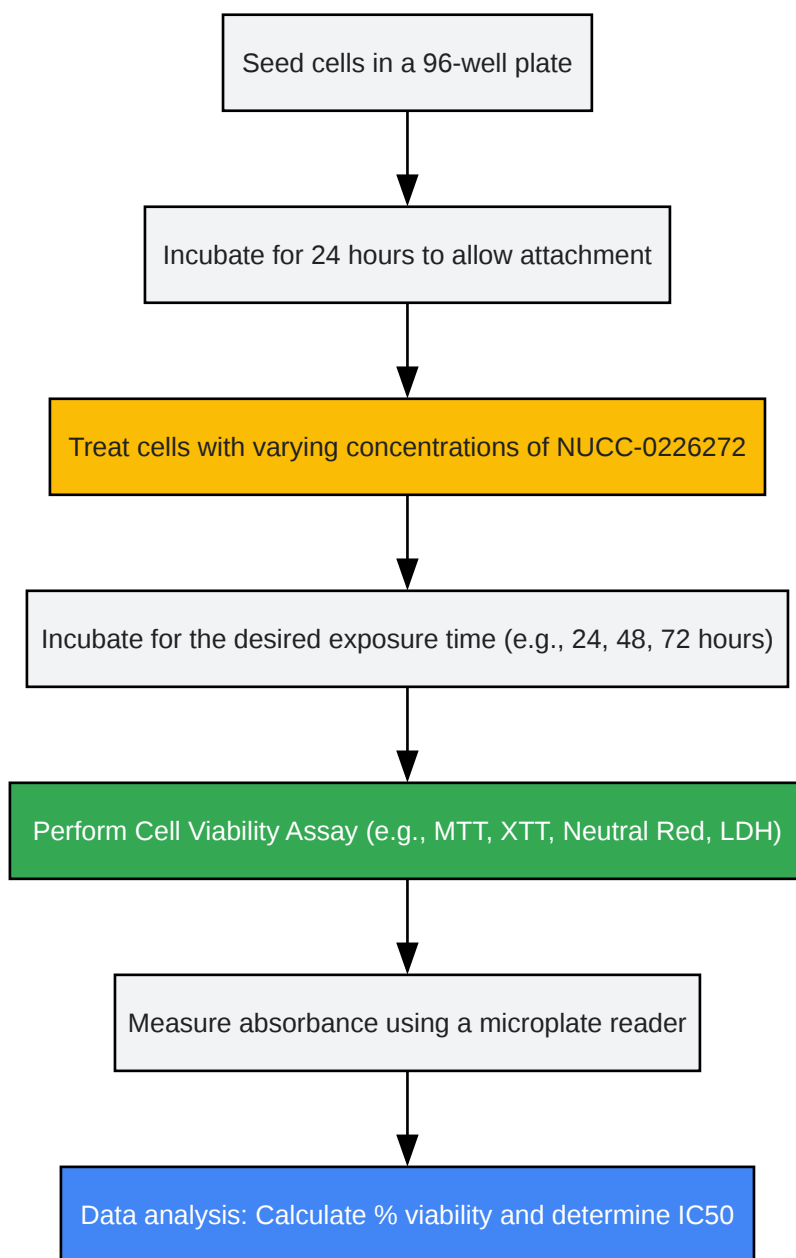 Seed cells in a 96-well plate
Incubate for 24 hours to allow attachment
Treat cells with varying concentrations of NUCC-0226272
Incubate for the desired exposure time (e.g., 24, 48, 72 hours)
Perform Cell Viability Assay (e.g., MTT, XTT, Neutral Red, LDH)
Measure absorbance using a microplate reader
Data analysis: Calculate % viability and determine IC50